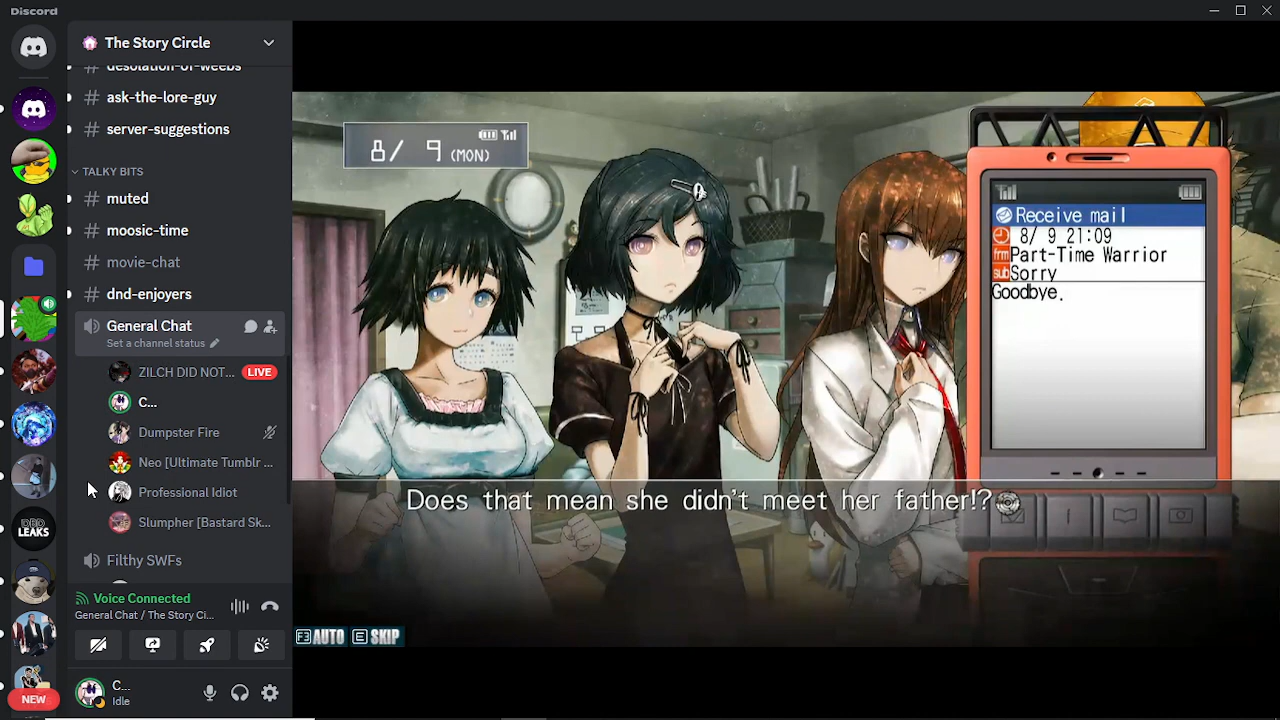 Discord
The Story Circle
desolation-of-weebs
ask-the-lore-guy
server-suggestions
TALKY BITS
muted
moosic-time
movie-chat
dnd-enjoyers
General Chat
Set a channel status
ZILCH DID NOT... LIVE
C...
Dumpster Fire
Neo [Ultimate Tumblr ...
Professional Idiot
Slumpher [Bastard Sk...
Filthy SWFs
Voice Connected
General Chat / The Story Ci...
C...
Idle
LEAKS
NEW
8/ 9 (MON)
Receive mail
8/ 9 21:09
frm Part-Time Warrior
sub Sorry
Goodbye.
Does that mean she didn't meet her father!?
F3 AUTO E SKIP